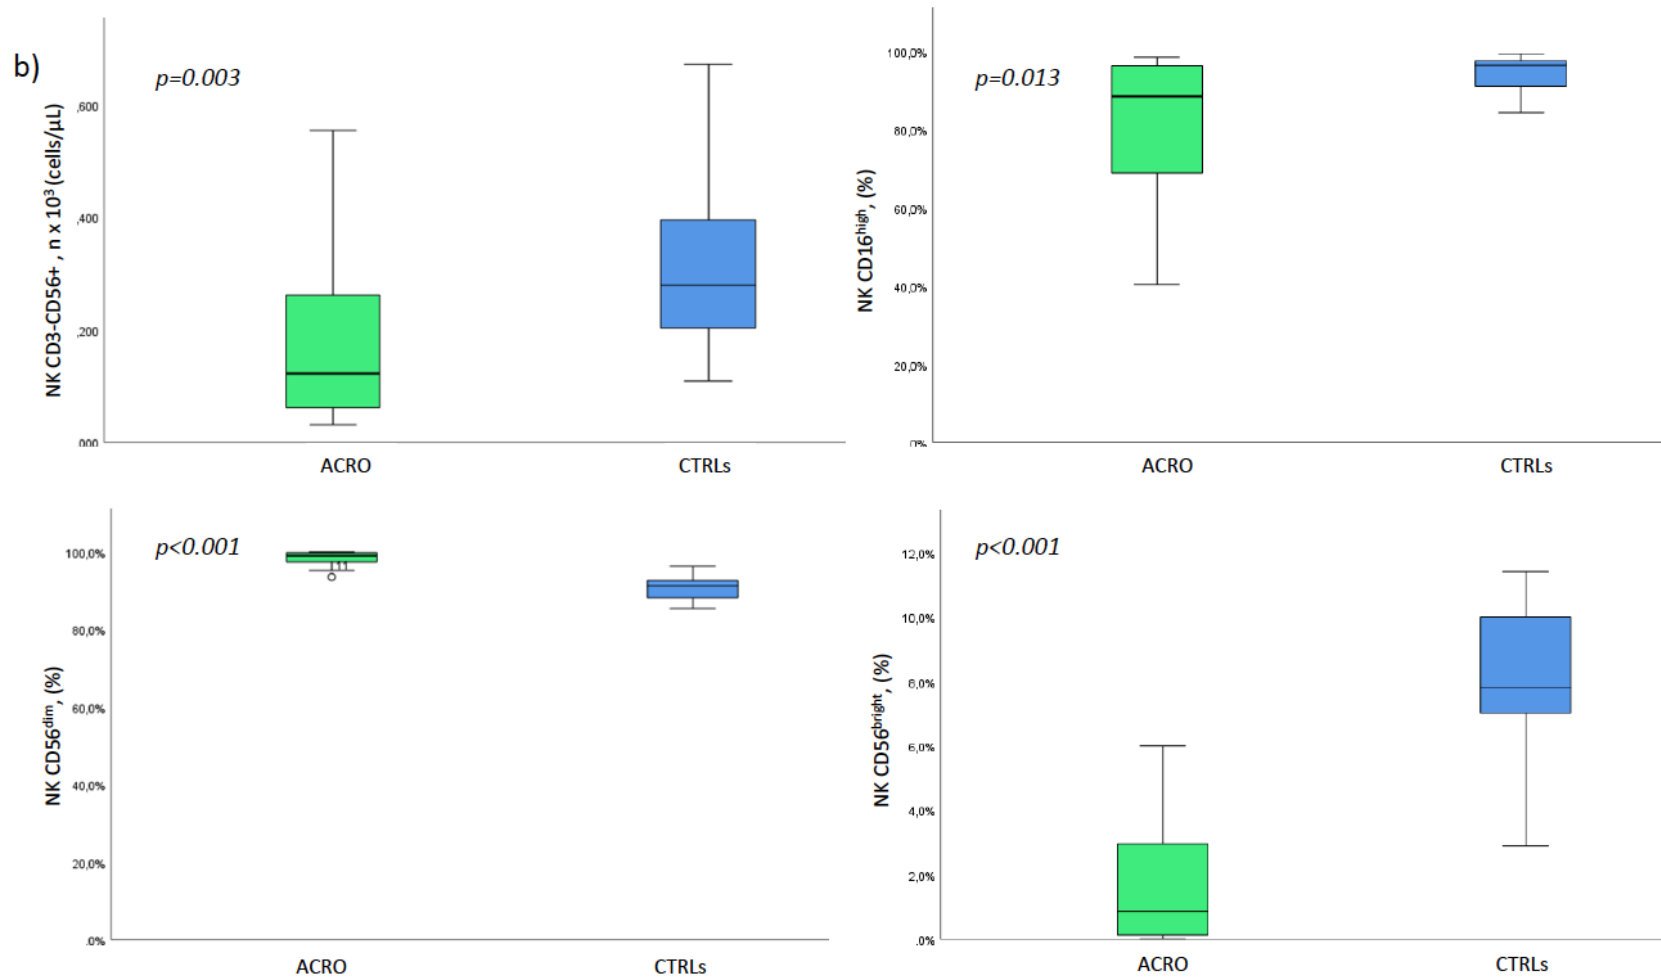 b)
p=0.003
NK CD3-CD56+ , n x 10³ (cells/µL)
,600
,400
,200
,000
ACRO
CTRLs
p=0.013
NK CD16high, (%)
100,0%
80,0%
60,0%
40,0%
20,0%
0%
ACRO
CTRLs
p<0.001
NK CD56dim, (%)
100,0%
80,0%
60,0%
40,0%
20,0%
,0%
ACRO
CTRLs
p<0.001
NK CD56bright, (%)
12,0%
10,0%
8,0%
6,0%
4,0%
2,0%
,0%
ACRO
CTRLs